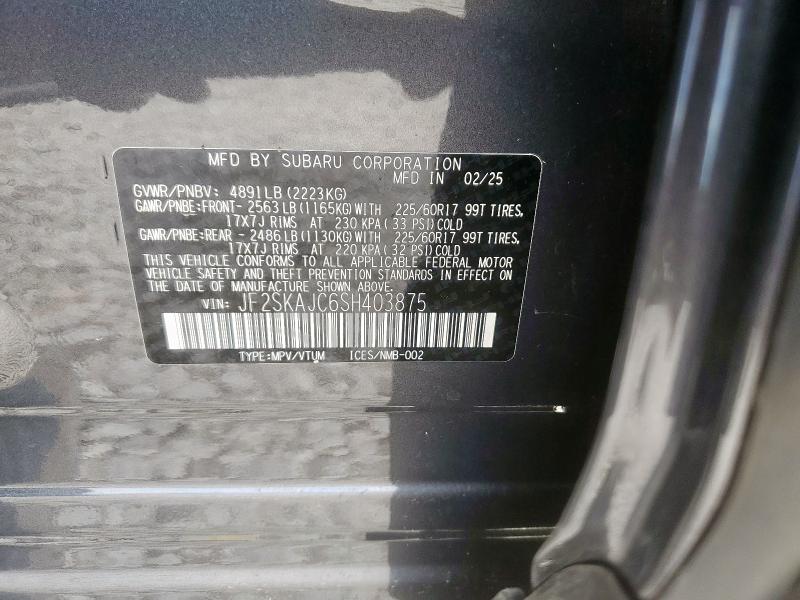 MFD BY SUBARU CORPORATION
MFD IN 02/25
GVWR/PNBV: 4891LB (2223KG)
GAWR/PNBE:FRONT- 2563LB (1165KG) WITH 225/60R17 99T TIRES,
17X7J RIMS AT 230 KPA ( 33 PSI) COLD
GAWR/PNBE:REAR - 2486LB (1130KG) WITH 225/60R17 99T TIRES,
17X7J RIMS AT 220 KPA ( 32 PSI) COLD
THIS VEHICLE CONFORMS TO ALL APPLICABLE FEDERAL MOTOR
VEHICLE SAFETY AND THEFT PREVENTION STANDARDS IN EFFECT ON
THE DATE OF MANUFACTURE SHOWN ABOVE.
VIN: JF2SKAJC6SH403875
TYPE:MPV/VTUM ICES/NMB-002